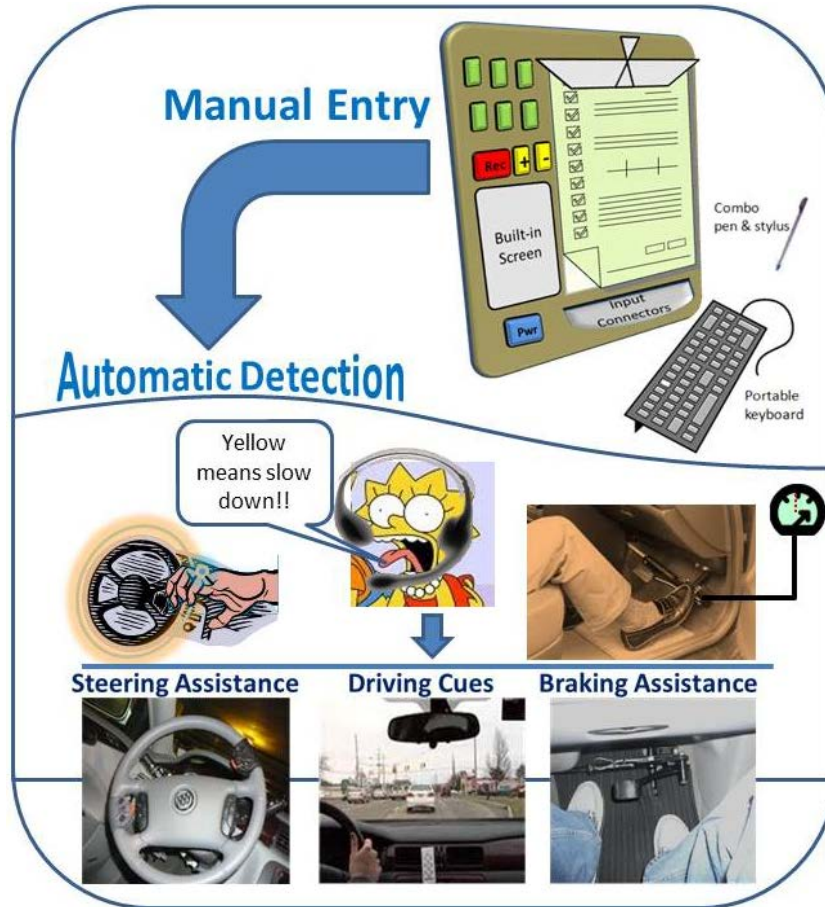 Manual Entry
Rec
+
-
Built-in
Screen
Pwr
Input
Connectors
Combo
pen & stylus
Portable
keyboard
Automatic Detection
Yellow
means slow
down!!
Steering Assistance
Driving Cues
Braking Assistance